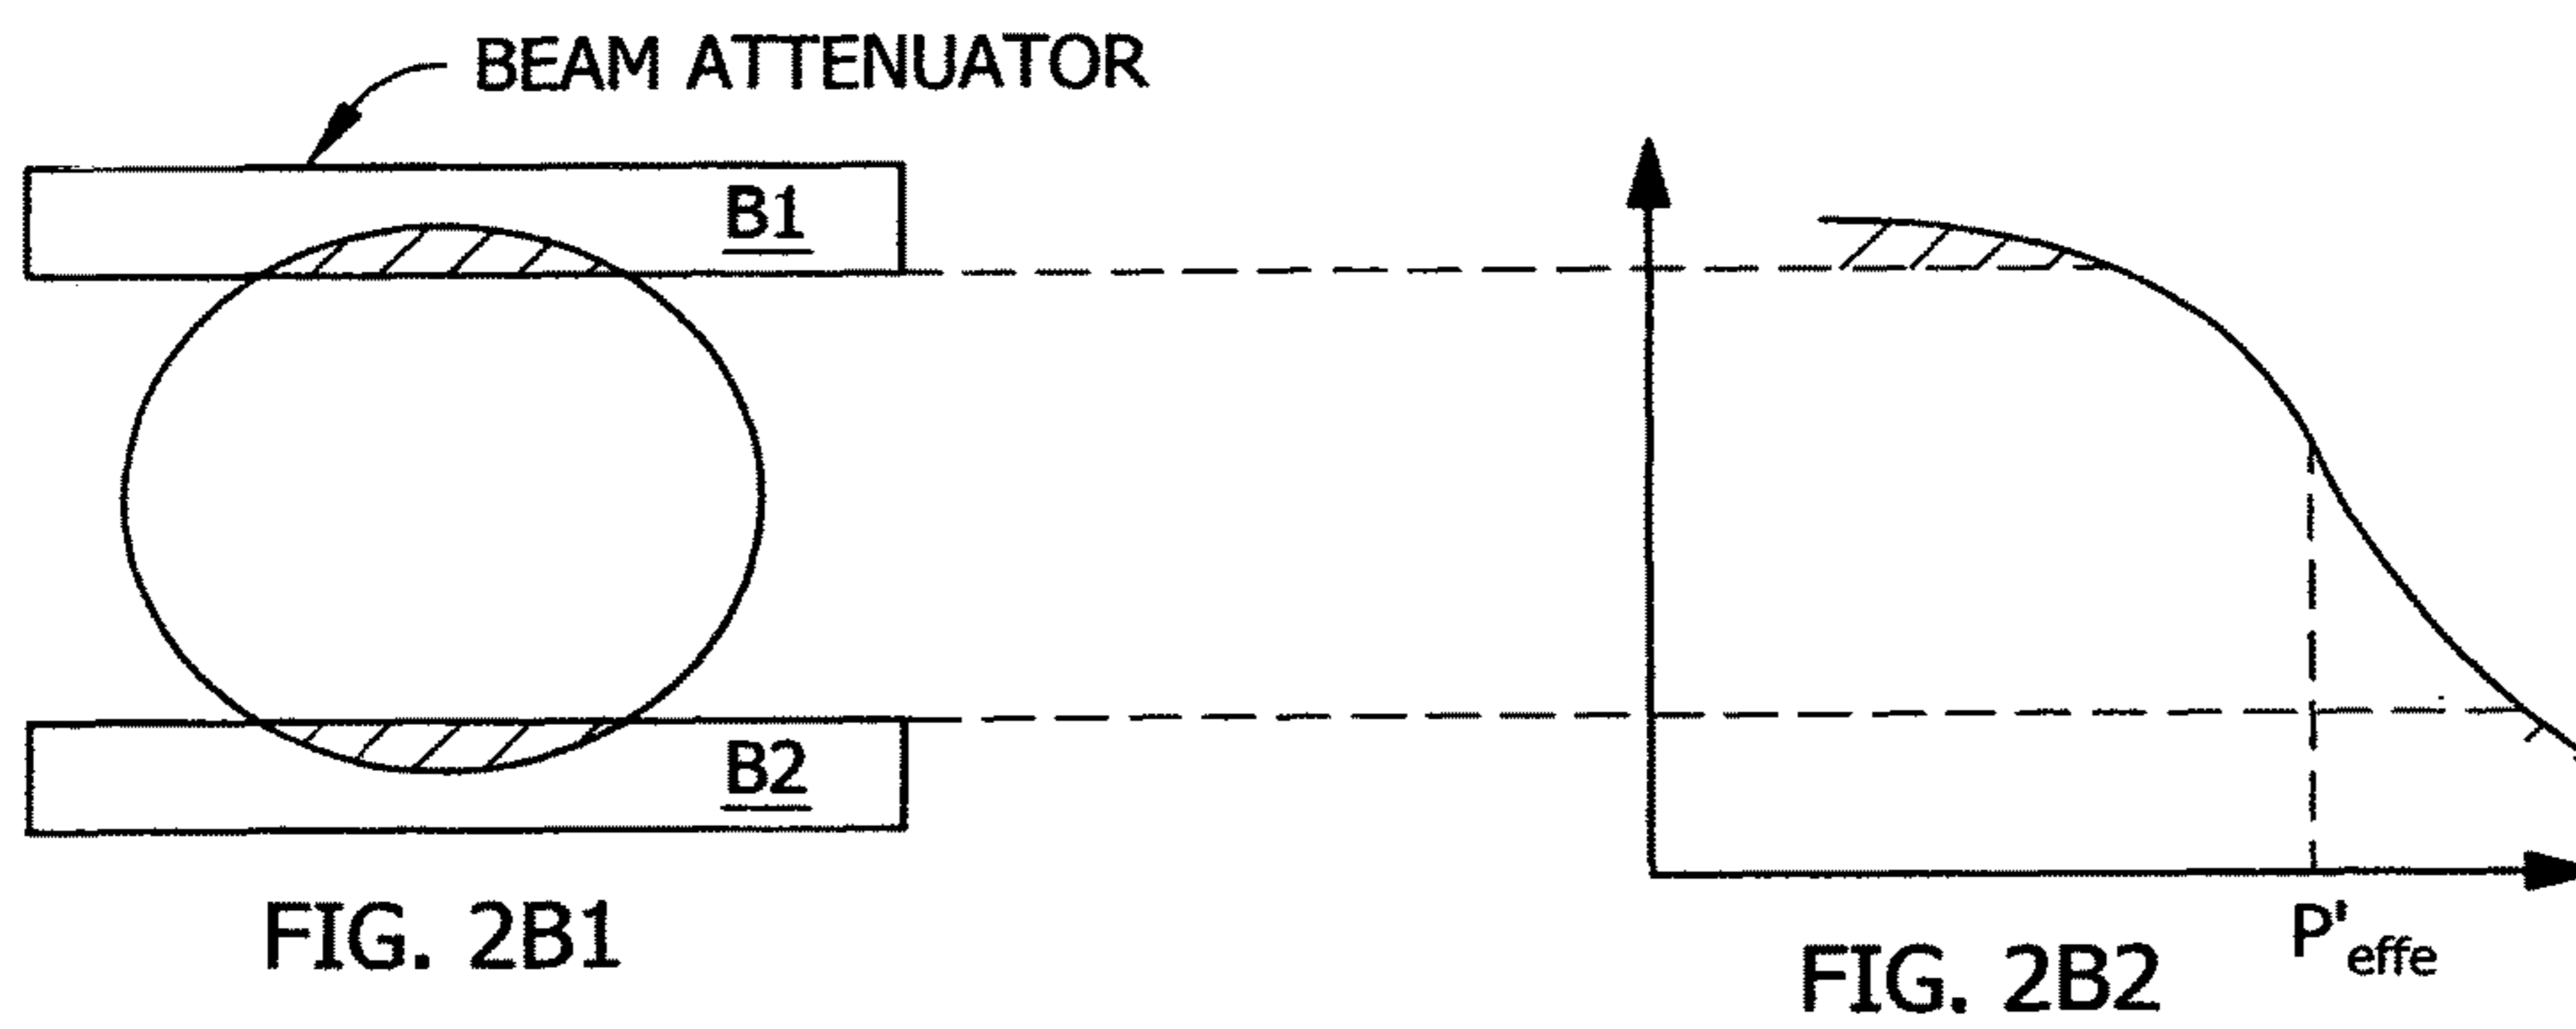 BEAM ATTENUATOR
B1
B2
P'effe
FIG. 2B1
FIG. 2B2